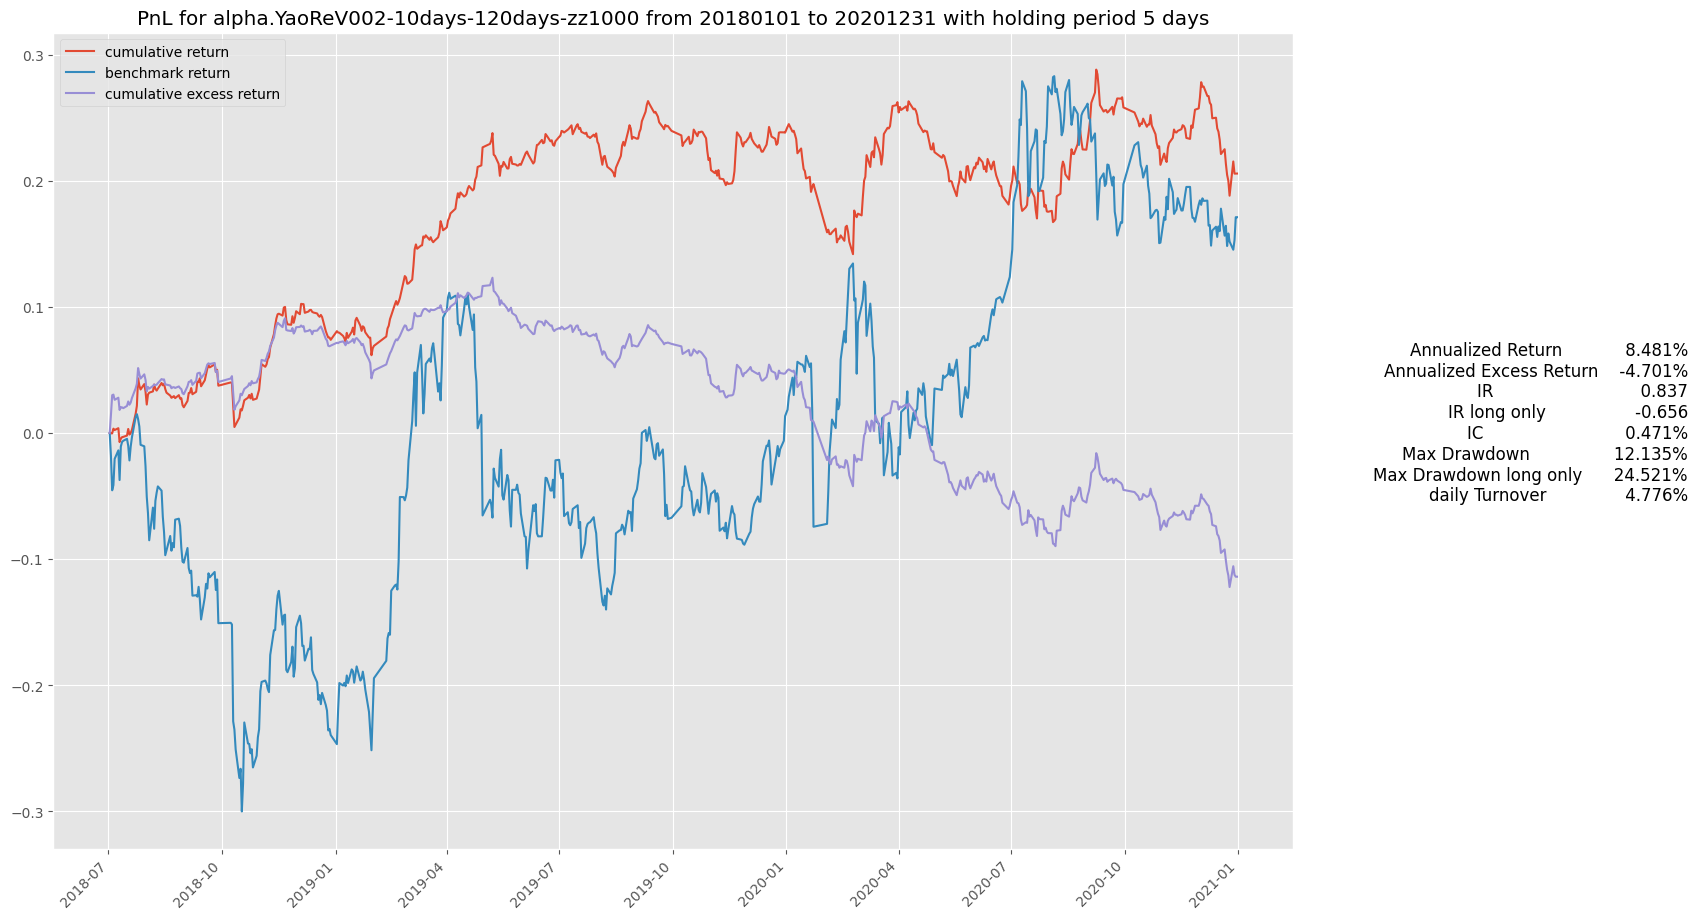 PnL for alpha.YaoReV002-10days-120days-zz1000 from 20180101 to 20201231 with holding period 5 days
cumulative return
benchmark return
cumulative excess return
0.3
0.2
0.1
0.0
−0.1
−0.2
−0.3
2018-07
2018-10
2019-01
2019-04
2019-07
2019-10
2020-01
2020-04
2020-07
2020-10
2021-01
Annualized Return 8.481%
Annualized Excess Return -4.701%
IR 0.837
IR long only -0.656
IC 0.471%
Max Drawdown 12.135%
Max Drawdown long only 24.521%
daily Turnover 4.776%